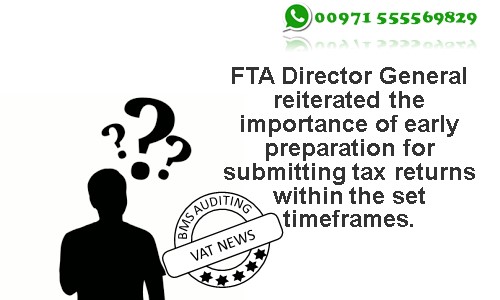 00971 555569829
FTA Director General
reiterated the
importance of early
preparation for
submitting tax returns
within the set
timeframes.
BMS AUDITING
VAT NEWS